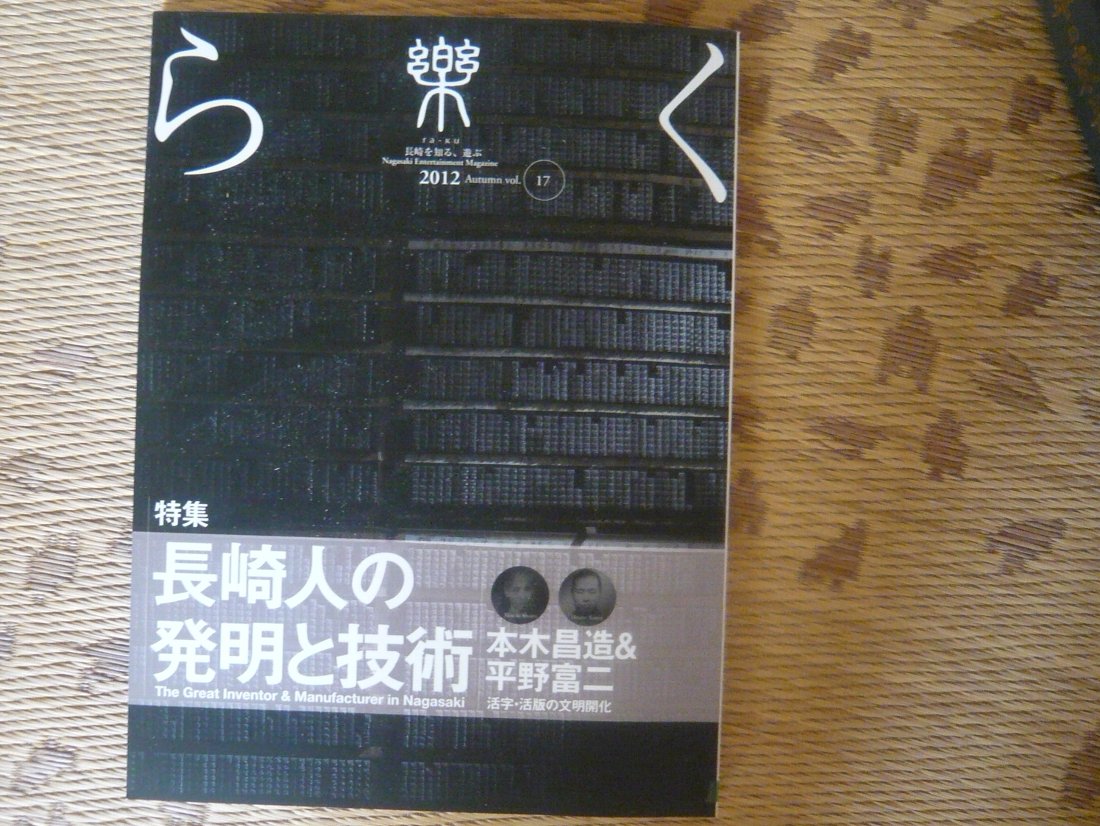 らく
樂
ra-ku
長崎を知る、遊ぶ
Nagasaki Entertainment Magazine
2012 Autumn vol. 17
特集
長崎人の
発明と技術
The Great Inventor & Manufacturer in Nagasaki
本木昌造&
平野富二
活字・活版の文明開化